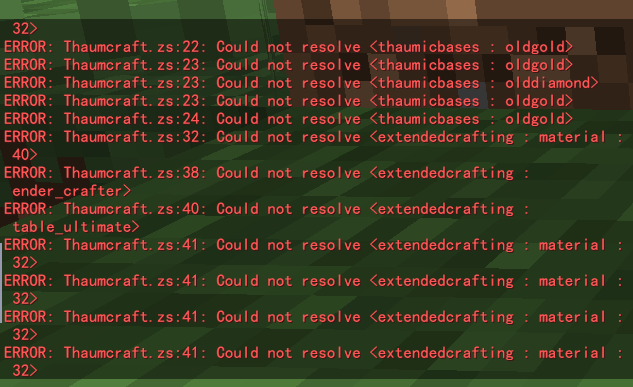 32>
ERROR: Thaumcraft.zs:22: Could not resolve <thaumicbases : oldgold>
ERROR: Thaumcraft.zs:23: Could not resolve <thaumicbases : oldgold>
ERROR: Thaumcraft.zs:23: Could not resolve <thaumicbases : olddiamond>
ERROR: Thaumcraft.zs:23: Could not resolve <thaumicbases : oldgold>
ERROR: Thaumcraft.zs:24: Could not resolve <thaumicbases : oldgold>
ERROR: Thaumcraft.zs:32: Could not resolve <extendedcrafting : material :
40>
ERROR: Thaumcraft.zs:38: Could not resolve <extendedcrafting :
ender_crafter>
ERROR: Thaumcraft.zs:40: Could not resolve <extendedcrafting :
table_ultimate>
ERROR: Thaumcraft.zs:41: Could not resolve <extendedcrafting : material :
32>
ERROR: Thaumcraft.zs:41: Could not resolve <extendedcrafting : material :
32>
ERROR: Thaumcraft.zs:41: Could not resolve <extendedcrafting : material :
32>
ERROR: Thaumcraft.zs:41: Could not resolve <extendedcrafting : material :
32>